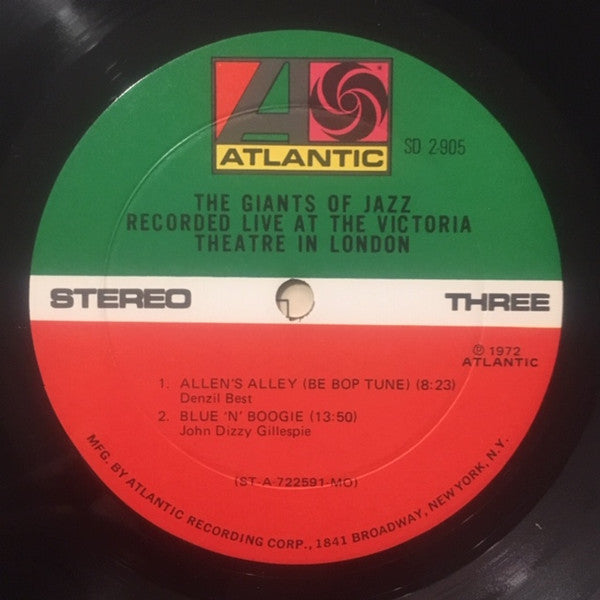 ATLANTIC
SD 2-905
THE GIANTS OF JAZZ
RECORDED LIVE AT THE VICTORIA
THEATRE IN LONDON
STEREO
THREE
℗ 1972
ATLANTIC
1. ALLEN'S ALLEY (BE BOP TUNE) (8:23)
Denzil Best
2. BLUE 'N' BOOGIE (13:50)
John Dizzy Gillespie
(ST-A-722591-MO)
MFG. BY ATLANTIC RECORDING CORP., 1841 BROADWAY, NEW YORK, N.Y.